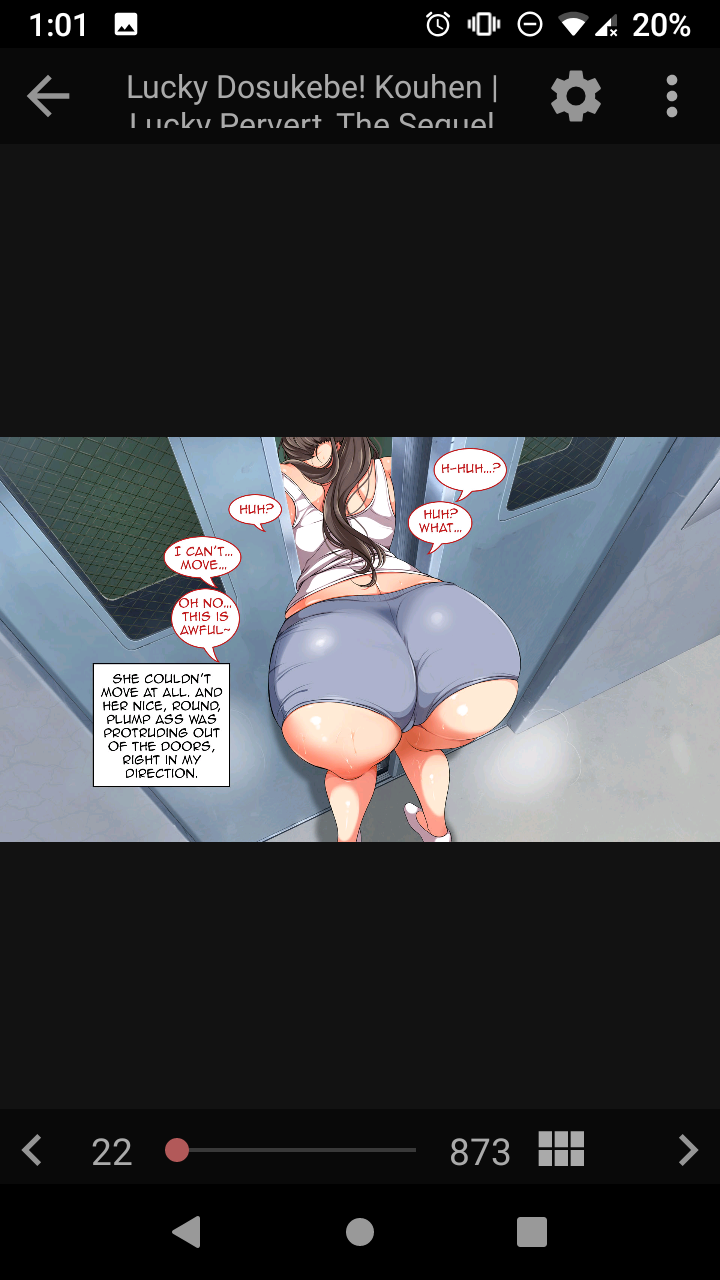 1:01
20%
Lucky Dosukebe! Kouhen |
Lucky Pervert, The Sequel
H-HUH...?
HUH?
HUH?
WHAT...
I CAN'T...
MOVE...
OH NO...
THIS IS
AWFUL~
SHE COULDN'T
MOVE AT ALL. AND
HER NICE, ROUND,
PLUMP ASS WAS
PROTRUDING OUT
OF THE DOORS,
RIGHT IN MY
DIRECTION.
22
873